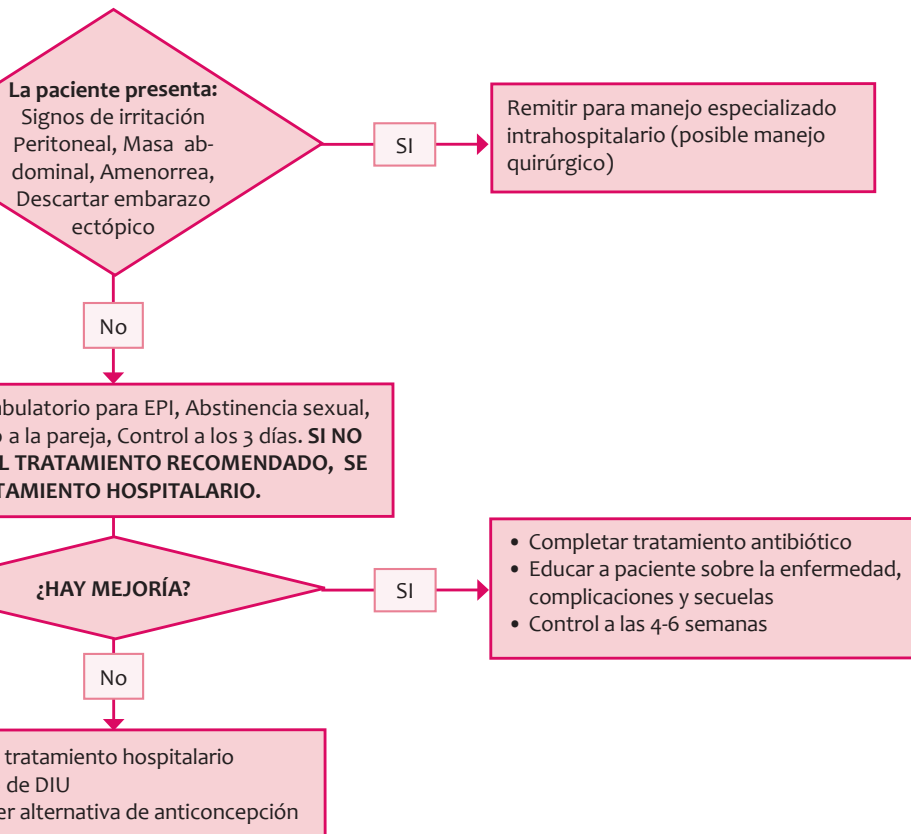 La paciente presenta:
Signos de irritación
Peritoneal, Masa ab-
dominal, Amenorrea,
Descartar embarazo
ectópico
SI
Remitir para manejo especializado
intrahospitalario (posible manejo
quirúrgico)
No
bulatorio para EPI, Abstinencia sexual,
a la pareja, Control a los 3 días. SI NO
L TRATAMIENTO RECOMENDADO, SE
TAMIENTO HOSPITALARIO.
¿HAY MEJORÍA?
SI
• Completar tratamiento antibiótico
• Educar a paciente sobre la enfermedad,
complicaciones y secuelas
• Control a las 4-6 semanas
No
tratamiento hospitalario
de DIU
er alternativa de anticoncepción